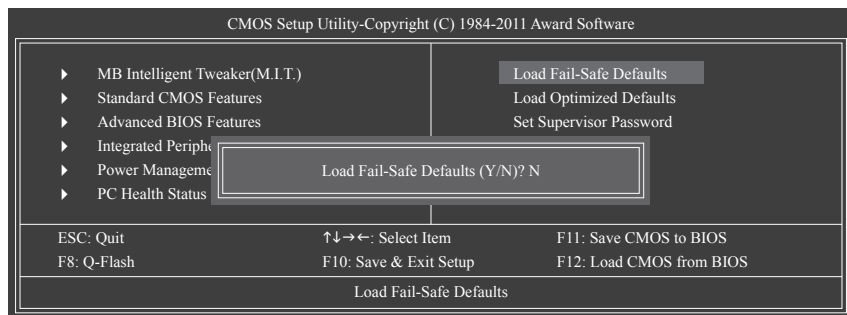 CMOS Setup Utility-Copyright (C) 1984-2011 Award Software
MB Intelligent Tweaker(M.I.T.)
Standard CMOS Features
Advanced BIOS Features
Integrated Periphe
Power Manageme
PC Health Status
Load Fail-Safe Defaults
Load Optimized Defaults
Set Supervisor Password
Load Fail-Safe Defaults (Y/N)? N
ESC: Quit ↑↓→←: Select Item F11: Save CMOS to BIOS
F8: Q-Flash F10: Save & Exit Setup F12: Load CMOS from BIOS
Load Fail-Safe Defaults